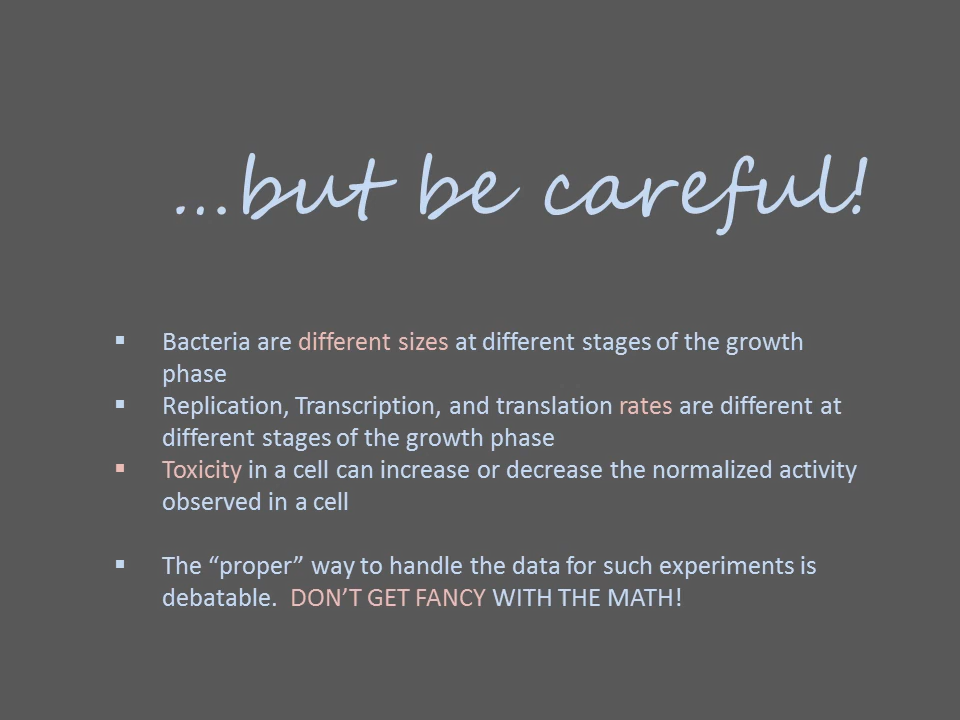 ...but be careful!
▪ Bacteria are different sizes at different stages of the growth
phase
▪ Replication, Transcription, and translation rates are different at
different stages of the growth phase
▪ Toxicity in a cell can increase or decrease the normalized activity
observed in a cell
▪ The “proper” way to handle the data for such experiments is
debatable.  DON’T GET FANCY WITH THE MATH!